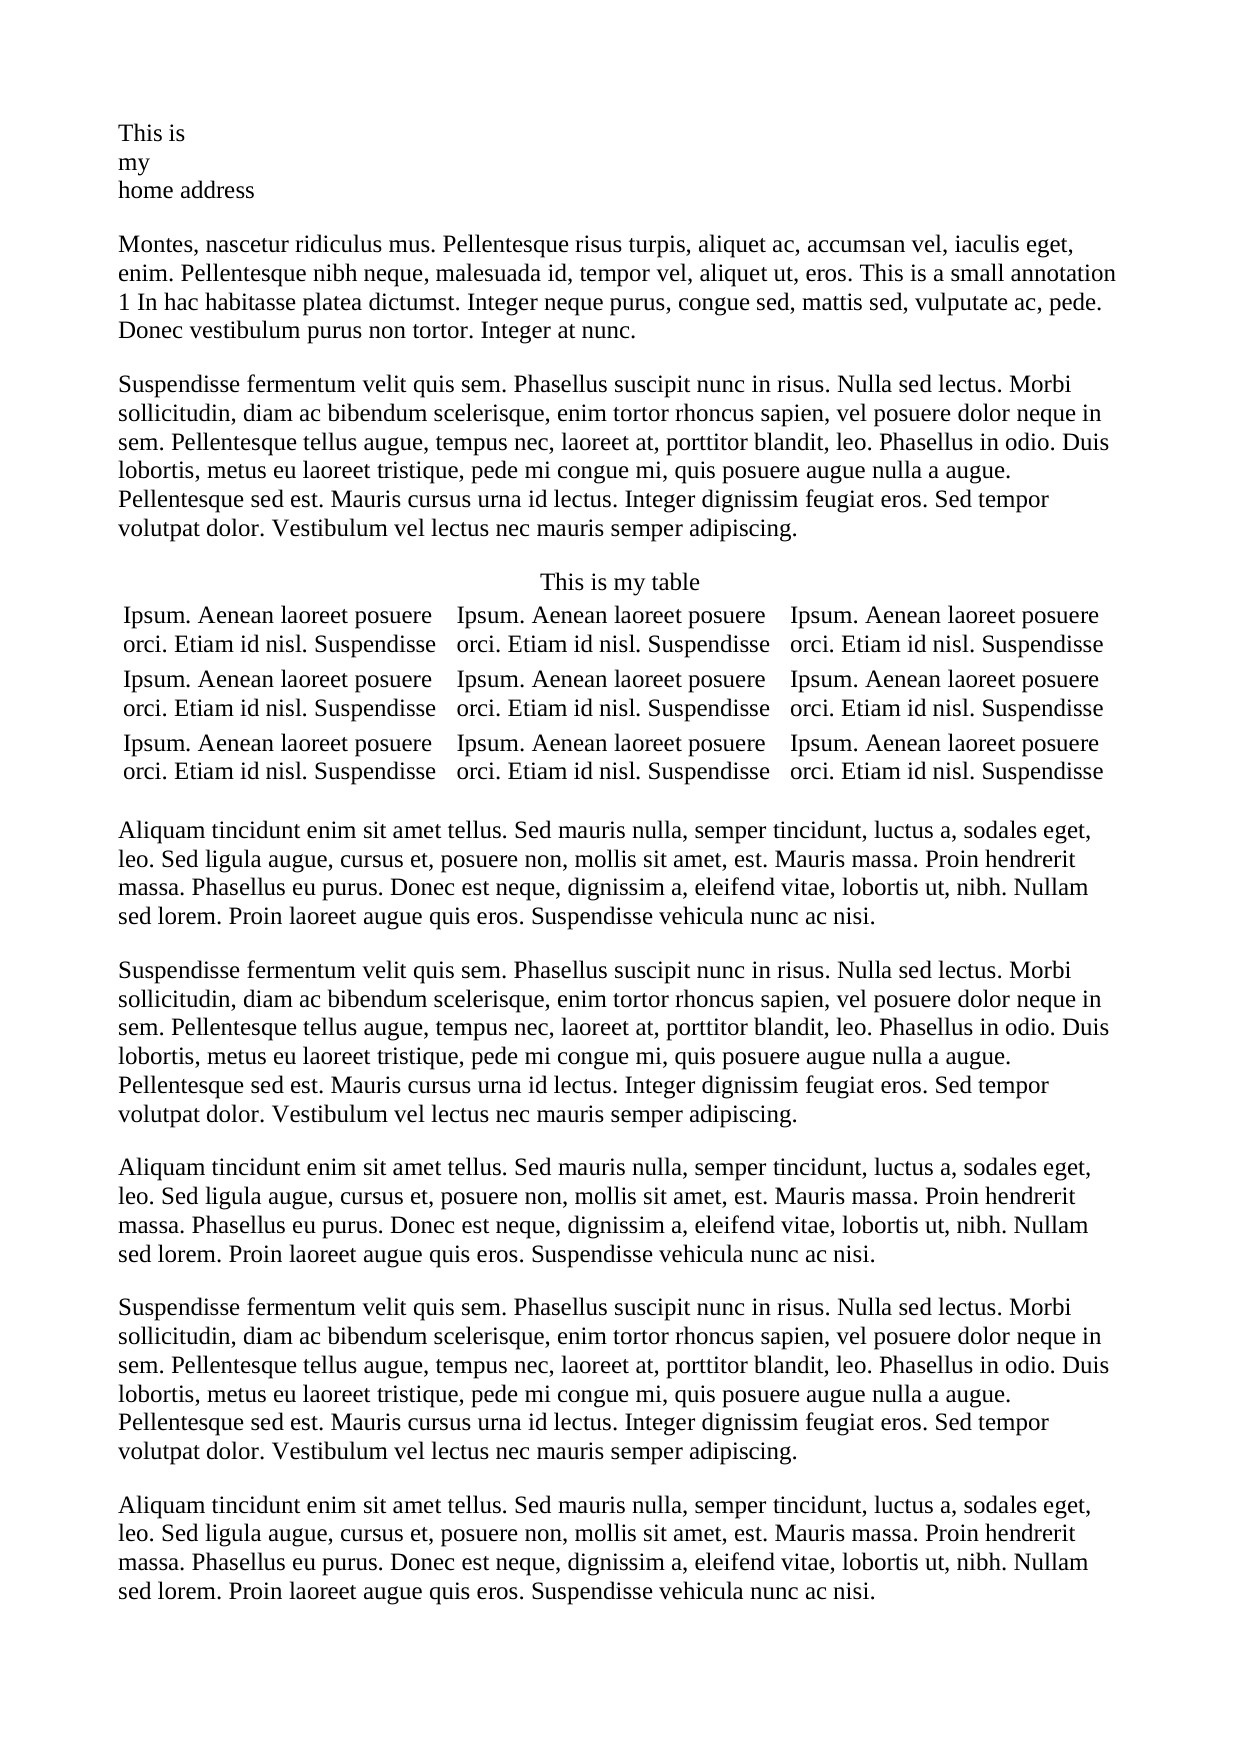 This is
my
home address
Montes, nascetur ridiculus mus. Pellentesque risus turpis, aliquet ac, accumsan vel, iaculis eget,
enim. Pellentesque nibh neque, malesuada id, tempor vel, aliquet ut, eros. This is a small annotation
1 In hac habitasse platea dictumst. Integer neque purus, congue sed, mattis sed, vulputate ac, pede.
Donec vestibulum purus non tortor. Integer at nunc.
Suspendisse fermentum velit quis sem. Phasellus suscipit nunc in risus. Nulla sed lectus. Morbi
sollicitudin, diam ac bibendum scelerisque, enim tortor rhoncus sapien, vel posuere dolor neque in
sem. Pellentesque tellus augue, tempus nec, laoreet at, porttitor blandit, leo. Phasellus in odio. Duis
lobortis, metus eu laoreet tristique, pede mi congue mi, quis posuere augue nulla a augue.
Pellentesque sed est. Mauris cursus urna id lectus. Integer dignissim feugiat eros. Sed tempor
volutpat dolor. Vestibulum vel lectus nec mauris semper adipiscing.
This is my table
Ipsum. Aenean laoreet posuere Ipsum. Aenean laoreet posuere Ipsum. Aenean laoreet posuere
orci. Etiam id nisl. Suspendisse orci. Etiam id nisl. Suspendisse orci. Etiam id nisl. Suspendisse
Ipsum. Aenean laoreet posuere Ipsum. Aenean laoreet posuere Ipsum. Aenean laoreet posuere
orci. Etiam id nisl. Suspendisse orci. Etiam id nisl. Suspendisse orci. Etiam id nisl. Suspendisse
Ipsum. Aenean laoreet posuere Ipsum. Aenean laoreet posuere Ipsum. Aenean laoreet posuere
orci. Etiam id nisl. Suspendisse orci. Etiam id nisl. Suspendisse orci. Etiam id nisl. Suspendisse
Aliquam tincidunt enim sit amet tellus. Sed mauris nulla, semper tincidunt, luctus a, sodales eget,
leo. Sed ligula augue, cursus et, posuere non, mollis sit amet, est. Mauris massa. Proin hendrerit
massa. Phasellus eu purus. Donec est neque, dignissim a, eleifend vitae, lobortis ut, nibh. Nullam
sed lorem. Proin laoreet augue quis eros. Suspendisse vehicula nunc ac nisi.
Suspendisse fermentum velit quis sem. Phasellus suscipit nunc in risus. Nulla sed lectus. Morbi
sollicitudin, diam ac bibendum scelerisque, enim tortor rhoncus sapien, vel posuere dolor neque in
sem. Pellentesque tellus augue, tempus nec, laoreet at, porttitor blandit, leo. Phasellus in odio. Duis
lobortis, metus eu laoreet tristique, pede mi congue mi, quis posuere augue nulla a augue.
Pellentesque sed est. Mauris cursus urna id lectus. Integer dignissim feugiat eros. Sed tempor
volutpat dolor. Vestibulum vel lectus nec mauris semper adipiscing.
Aliquam tincidunt enim sit amet tellus. Sed mauris nulla, semper tincidunt, luctus a, sodales eget,
leo. Sed ligula augue, cursus et, posuere non, mollis sit amet, est. Mauris massa. Proin hendrerit
massa. Phasellus eu purus. Donec est neque, dignissim a, eleifend vitae, lobortis ut, nibh. Nullam
sed lorem. Proin laoreet augue quis eros. Suspendisse vehicula nunc ac nisi.
Suspendisse fermentum velit quis sem. Phasellus suscipit nunc in risus. Nulla sed lectus. Morbi
sollicitudin, diam ac bibendum scelerisque, enim tortor rhoncus sapien, vel posuere dolor neque in
sem. Pellentesque tellus augue, tempus nec, laoreet at, porttitor blandit, leo. Phasellus in odio. Duis
lobortis, metus eu laoreet tristique, pede mi congue mi, quis posuere augue nulla a augue.
Pellentesque sed est. Mauris cursus urna id lectus. Integer dignissim feugiat eros. Sed tempor
volutpat dolor. Vestibulum vel lectus nec mauris semper adipiscing.
Aliquam tincidunt enim sit amet tellus. Sed mauris nulla, semper tincidunt, luctus a, sodales eget,
leo. Sed ligula augue, cursus et, posuere non, mollis sit amet, est. Mauris massa. Proin hendrerit
massa. Phasellus eu purus. Donec est neque, dignissim a, eleifend vitae, lobortis ut, nibh. Nullam
sed lorem. Proin laoreet augue quis eros. Suspendisse vehicula nunc ac nisi.